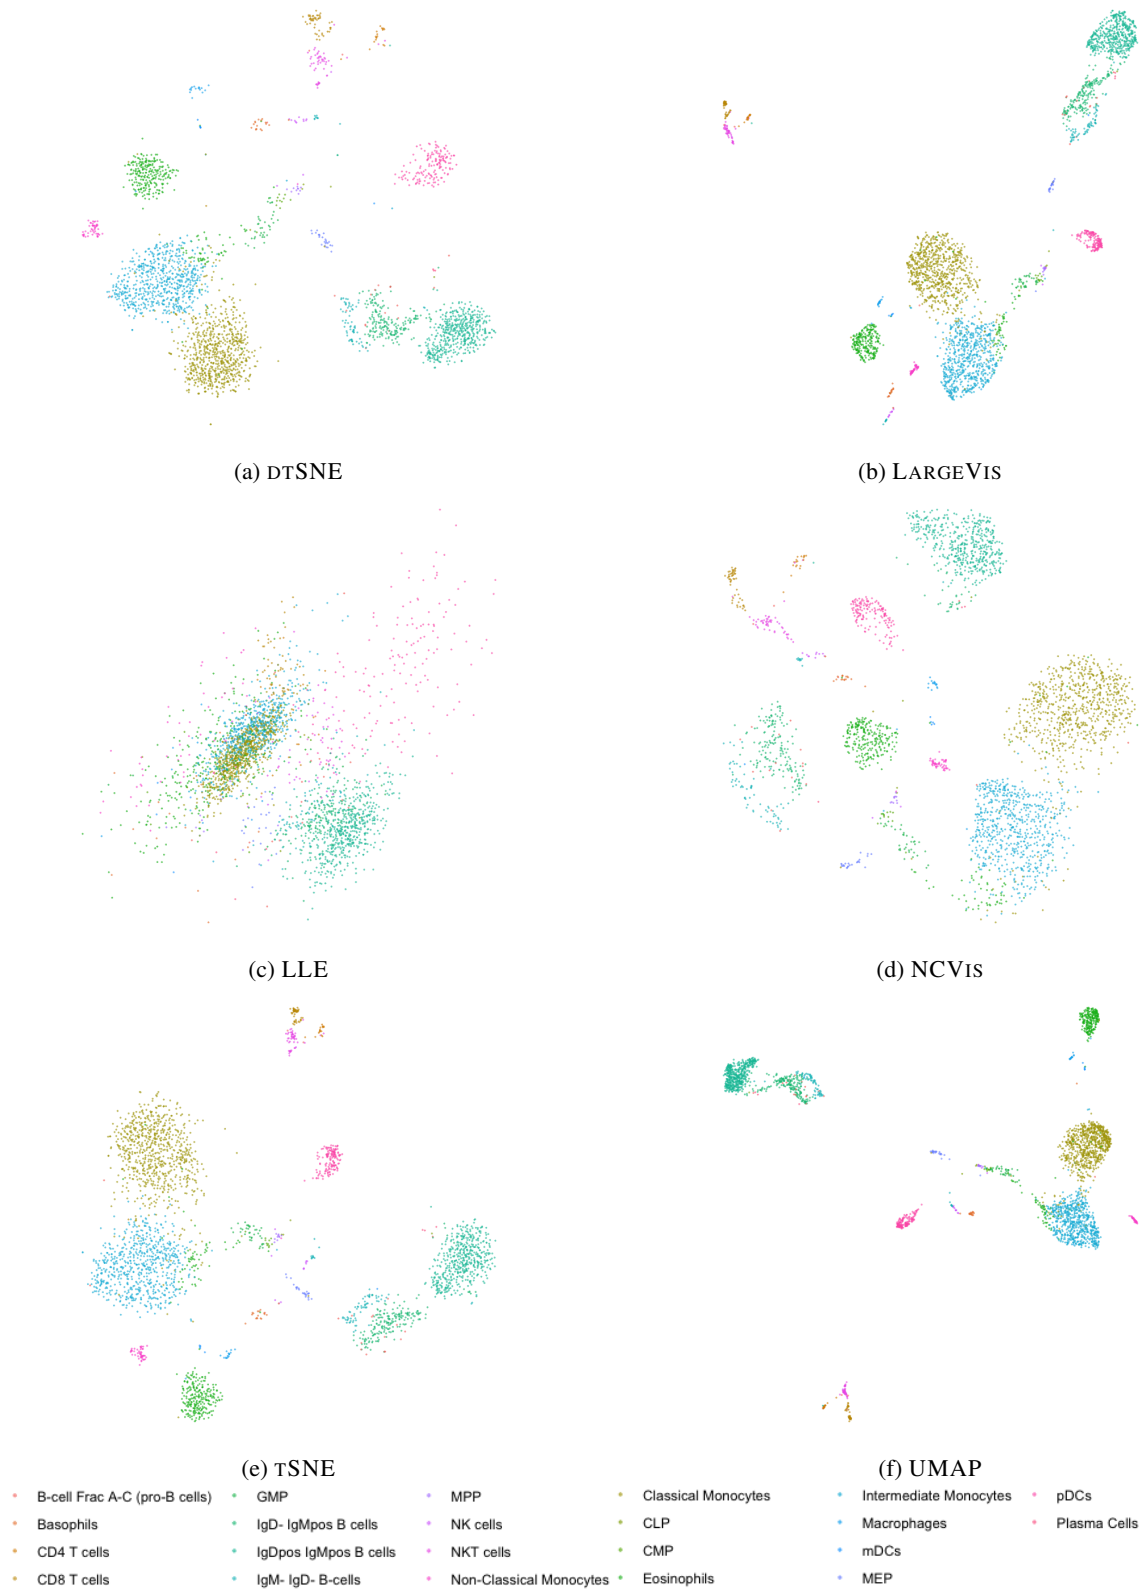 (a) DTSNE
(b) LARGEVIS
(c) LLE
(d) NCVIS
(e) TSNE
(f) UMAP
B-cell Frac A-C (pro-B cells)
Basophils
CD4 T cells
CD8 T cells
GMP
IgD- IgMpos B cells
IgDpos IgMpos B cells
IgM- IgD- B-cells
MPP
NK cells
NKT cells
Non-Classical Monocytes
Classical Monocytes
CLP
CMP
Eosinophils
Intermediate Monocytes
Macrophages
mDCs
MEP
pDCs
Plasma Cells